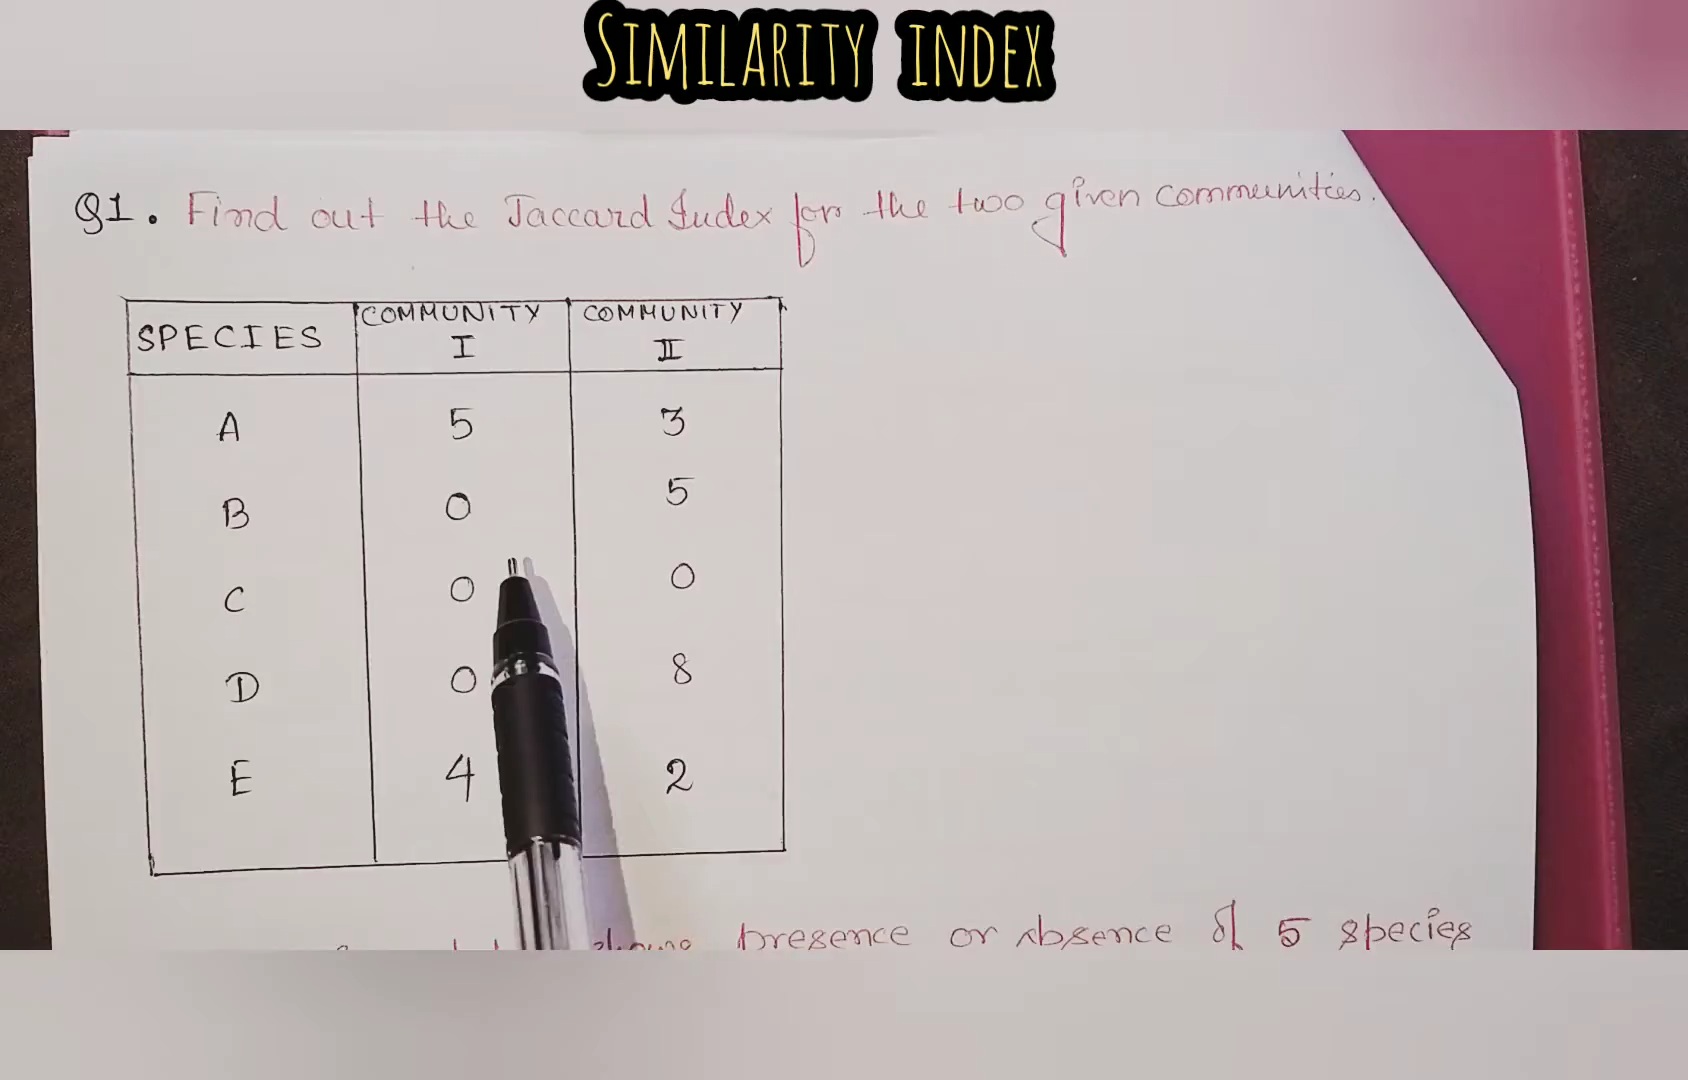 SIMILARITY INDEX
Q1. Find out the Jaccard Index for the two given communities.
SPECIES COMMUNITY I COMMUNITY II
A 5 3
B 0 5
C 0 0
D 0 8
E 4 2
presence or absence of 5 species